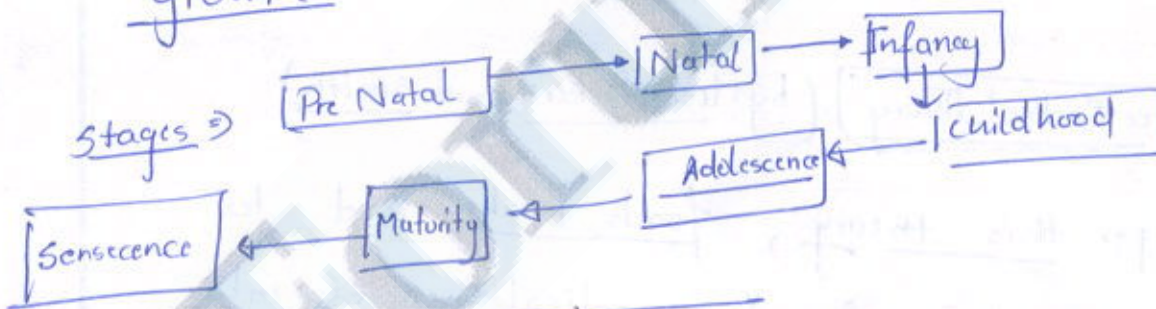 Pre Natal → Natal → Infancy
Stages ⇒
Childhood
Adolescence
Maturity
Sensecence